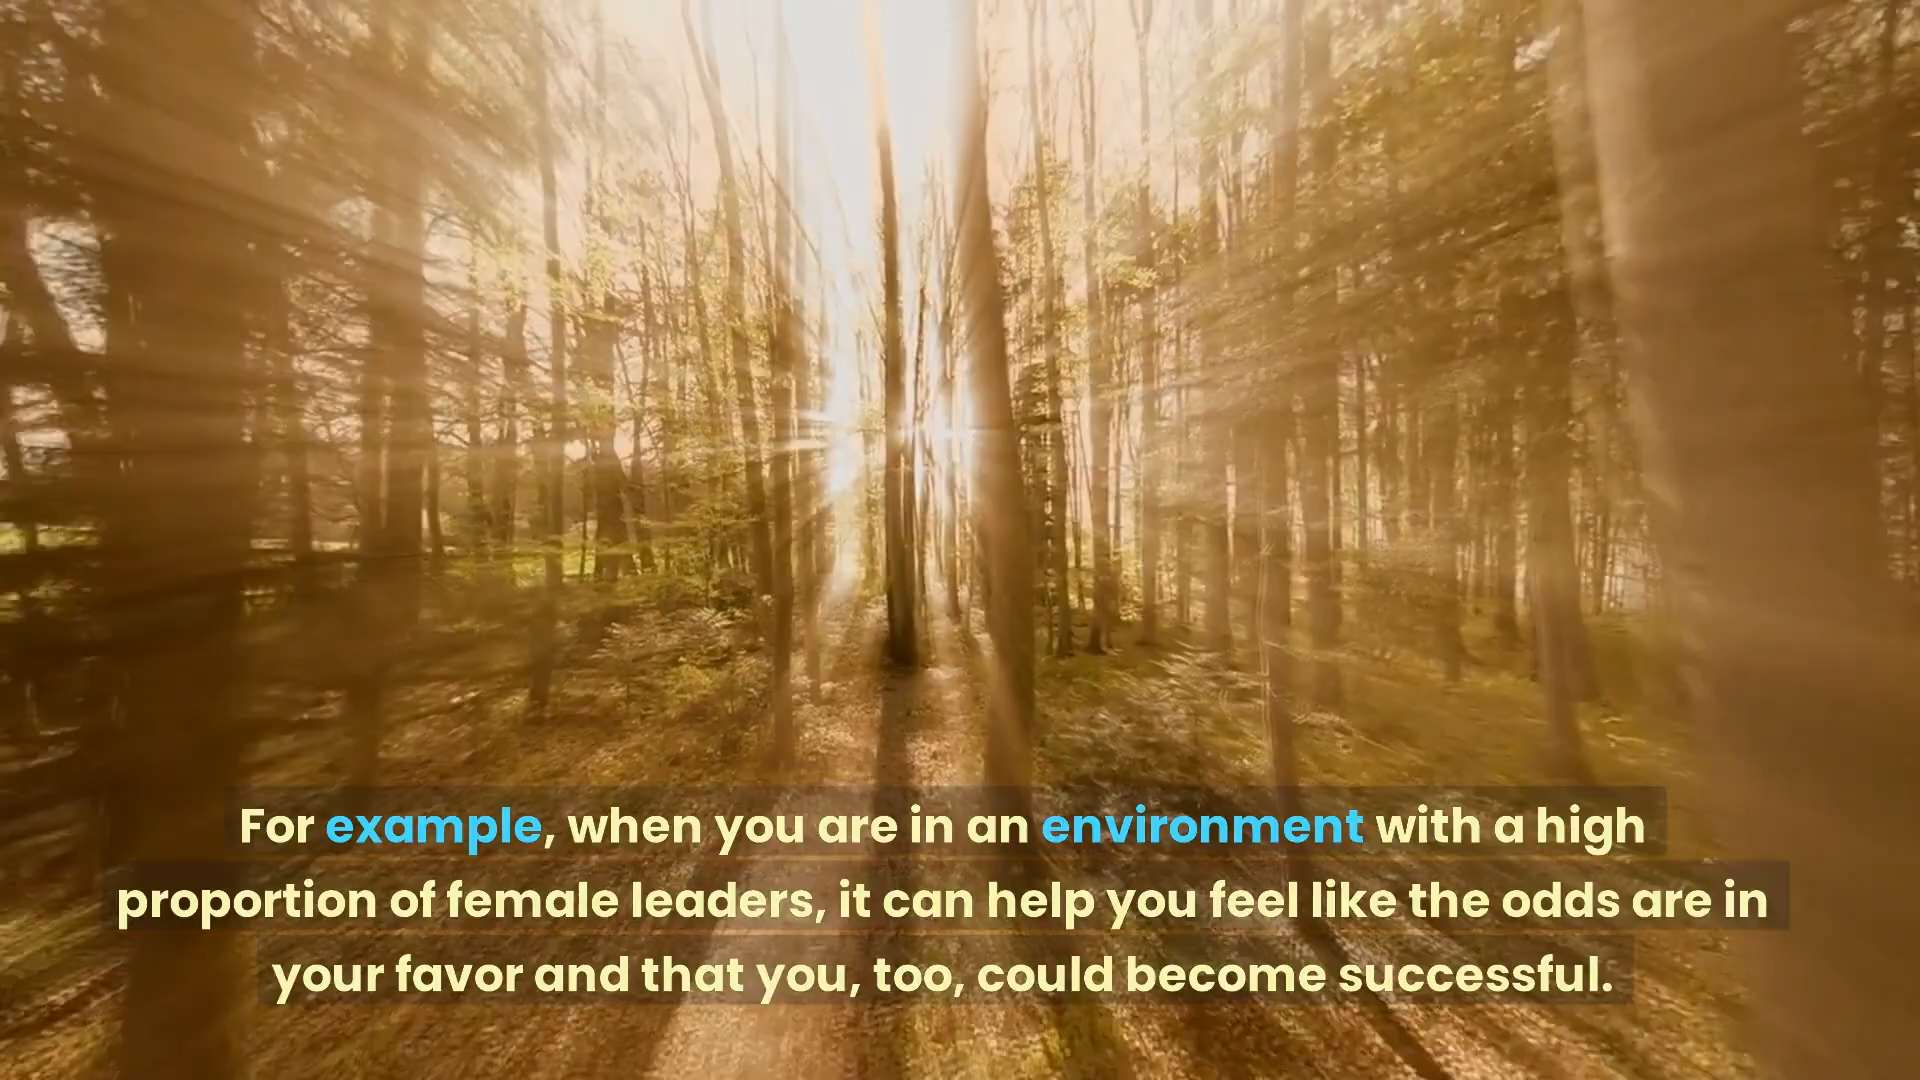 For example, when you are in an environment with a high
proportion of female leaders, it can help you feel like the odds are in
your favor and that you, too, could become successful.